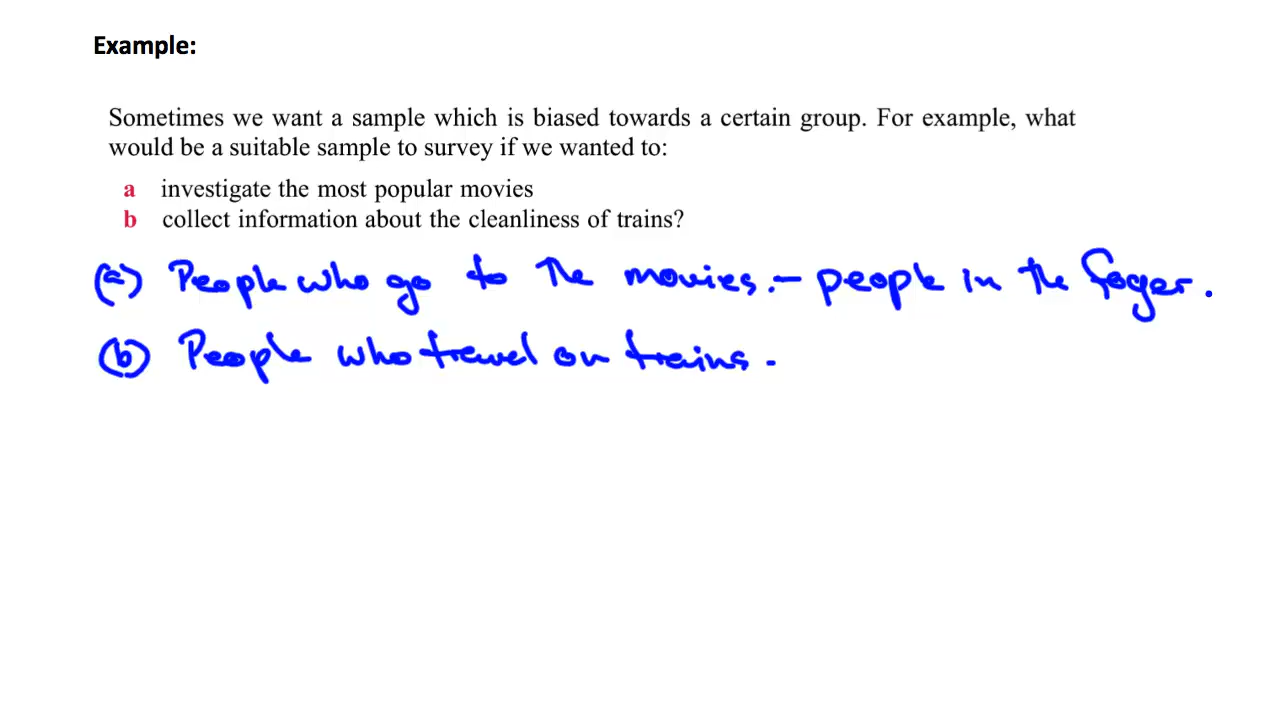 Example:
Sometimes we want a sample which is biased towards a certain group. For example, what
would be a suitable sample to survey if we wanted to:
a investigate the most popular movies
b collect information about the cleanliness of trains?
(a) People who go to the movies. - people in the foyer.
(b) People who travel on trains.